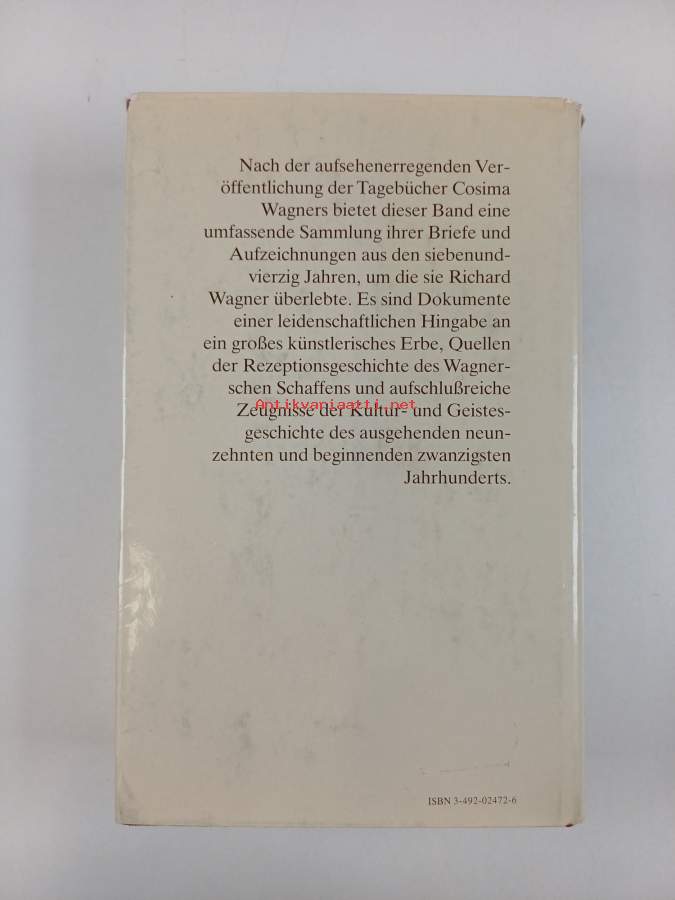 Nach der aufsehenerregenden Ver-
öffentlichung der Tagebücher Cosima
Wagners bietet dieser Band eine
umfassende Sammlung ihrer Briefe und
Aufzeichnungen aus den siebenund-
vierzig Jahren, um die sie Richard
Wagner überlebte. Es sind Dokumente
einer leidenschaftlichen Hingabe an
ein großes künstlerisches Erbe, Quellen
der Rezeptionsgeschichte des Wagner-
schen Schaffens und aufschlußreiche
Antikvariaatti.net
Zeugnisse der Kultur- und Geistes-
geschichte des ausgehenden neun-
zehnten und beginnenden zwanzigsten
Jahrhunderts.
ISBN 3-492-02472-6